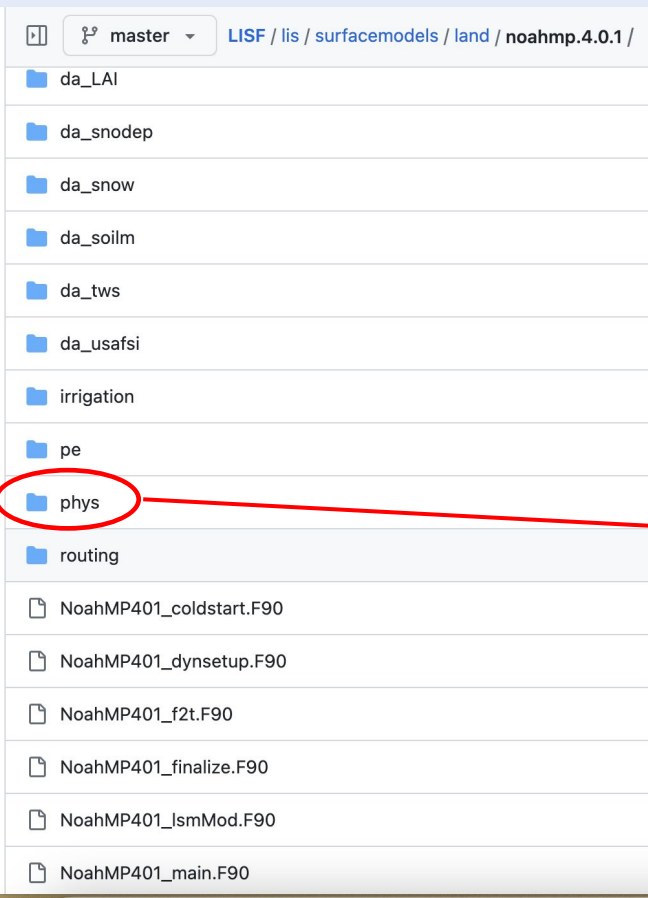 master LISF / lis / surfacemodels / land / noahmp.4.0.1 /
da_LAI
da_snodep
da_snow
da_soilm
da_tws
da_usafsi
irrigation
pe
phys
routing
NoahMP401_coldstart.F90
NoahMP401_dynsetup.F90
NoahMP401_f2t.F90
NoahMP401_finalize.F90
NoahMP401_lsmMod.F90
NoahMP401_main.F90